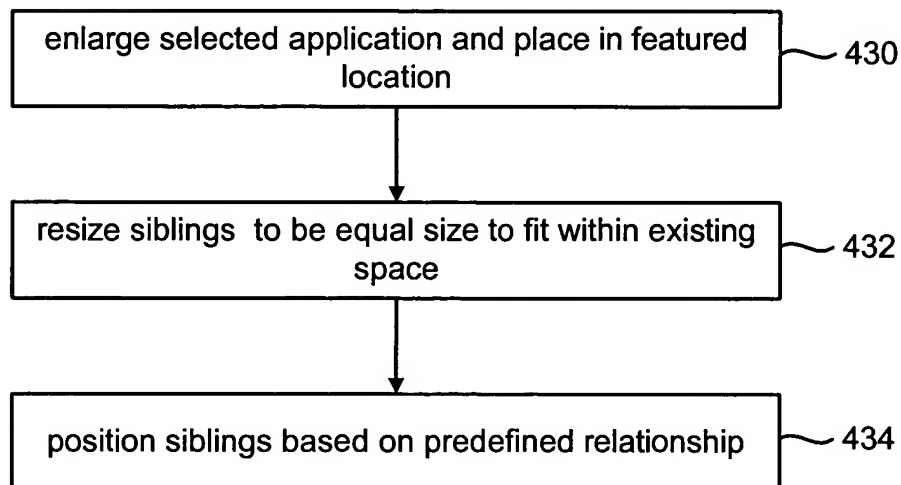 enlarge selected application and place in featured
location
430
resize siblings to be equal size to fit within existing
space
432
position siblings based on predefined relationship
434